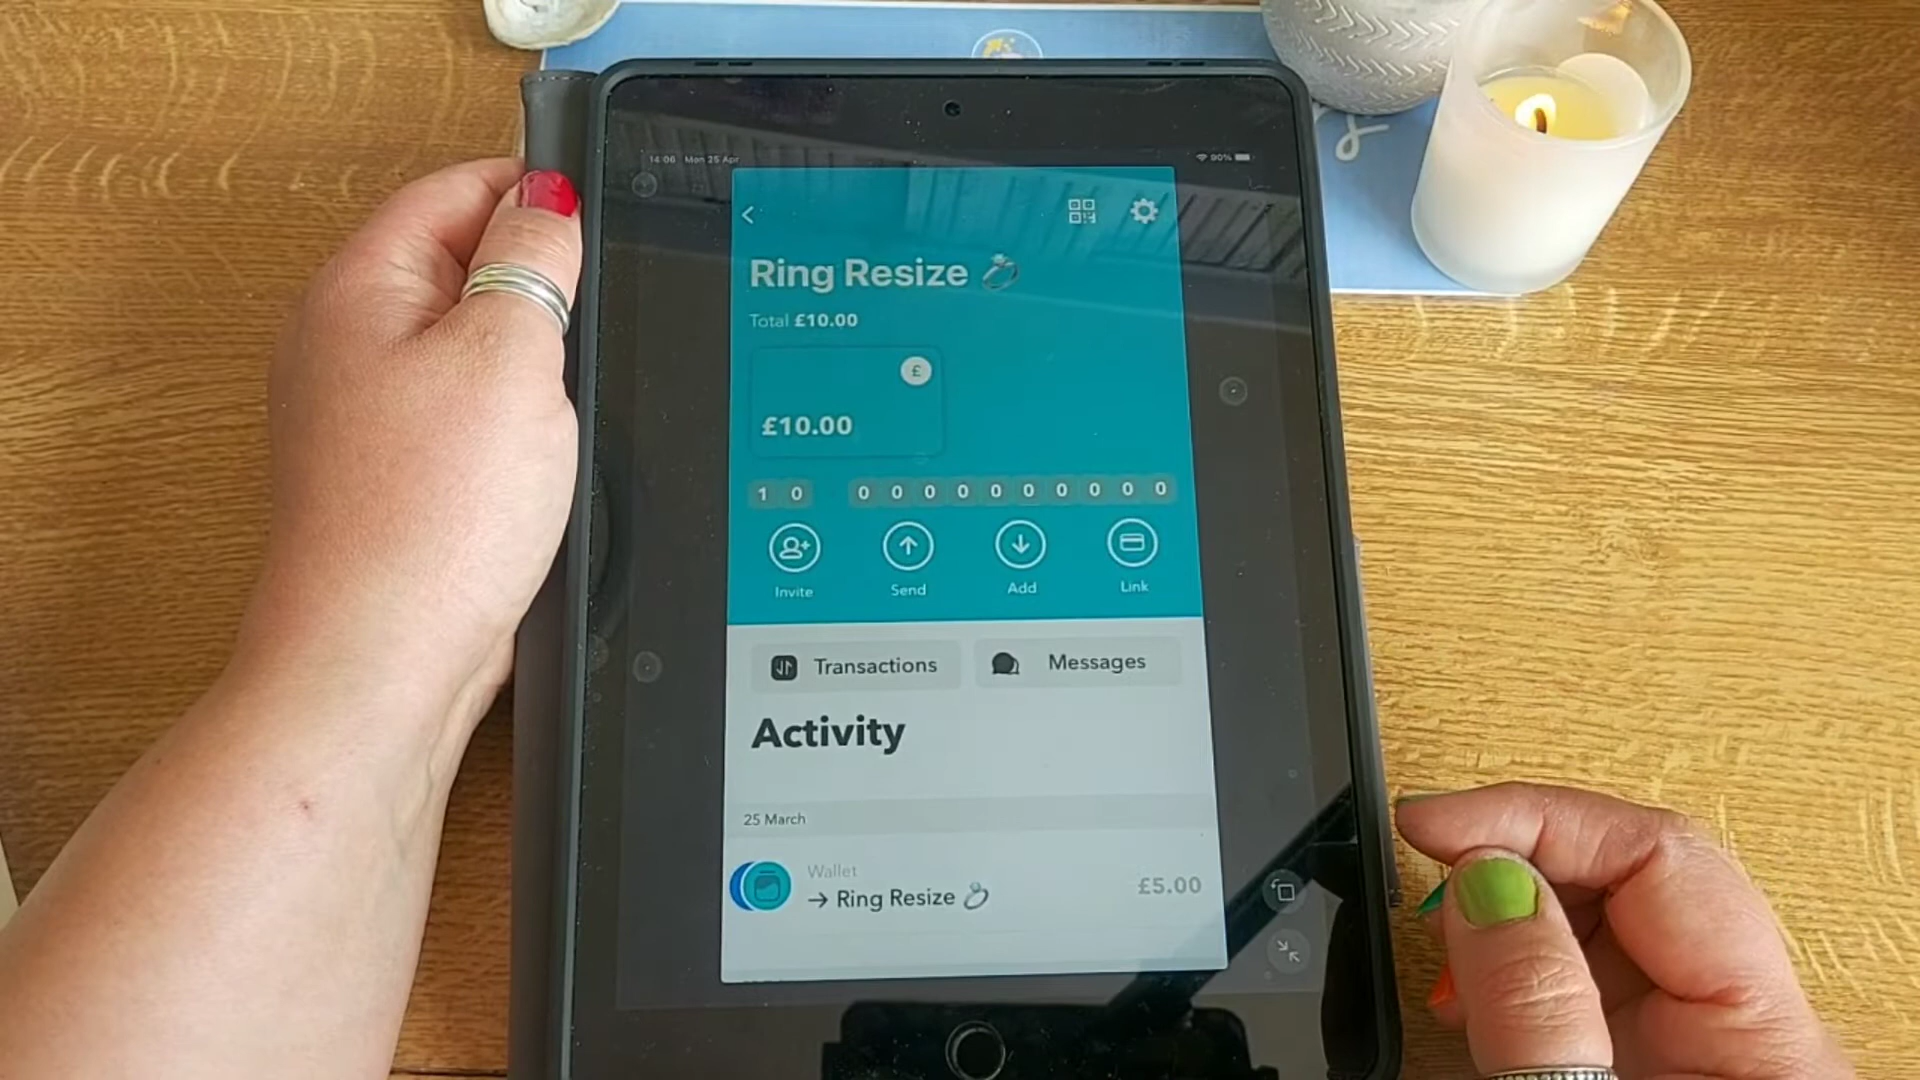 14:06 Mon 25 Apr 90%
Ring Resize
Total £10.00
£
£10.00
1 0 0 0 0 0 0 0 0 0 0 0
Invite Send Add Link
Transactions Messages
Activity
25 March
Wallet
→ Ring Resize £5.00